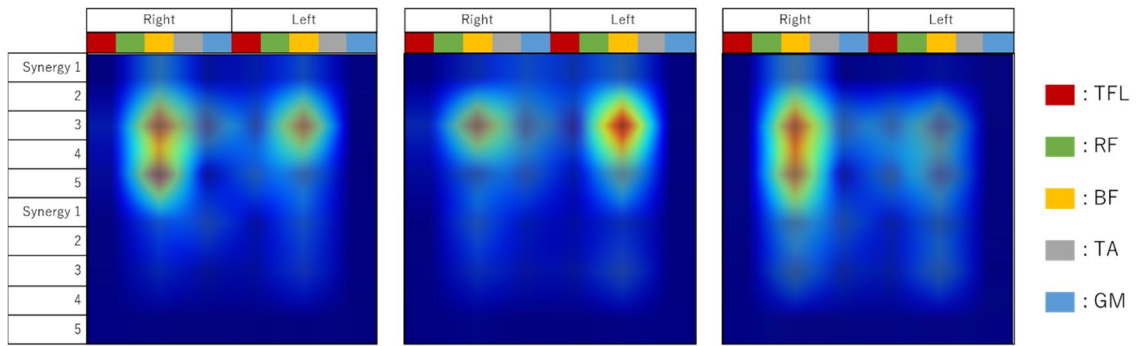 Right Left Right Left Right Left
Synergy 1
2
3
4
5
Synergy 1
2
3
4
5
: TFL
: RF
: BF
: TA
: GM